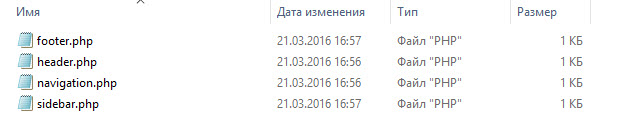 Имя Дата изменения Тип Размер
footer.php 21.03.2016 16:57 Файл "PHP" 1 КБ
header.php 21.03.2016 16:56 Файл "PHP" 1 КБ
navigation.php 21.03.2016 16:56 Файл "PHP" 1 КБ
sidebar.php 21.03.2016 16:57 Файл "PHP" 1 КБ